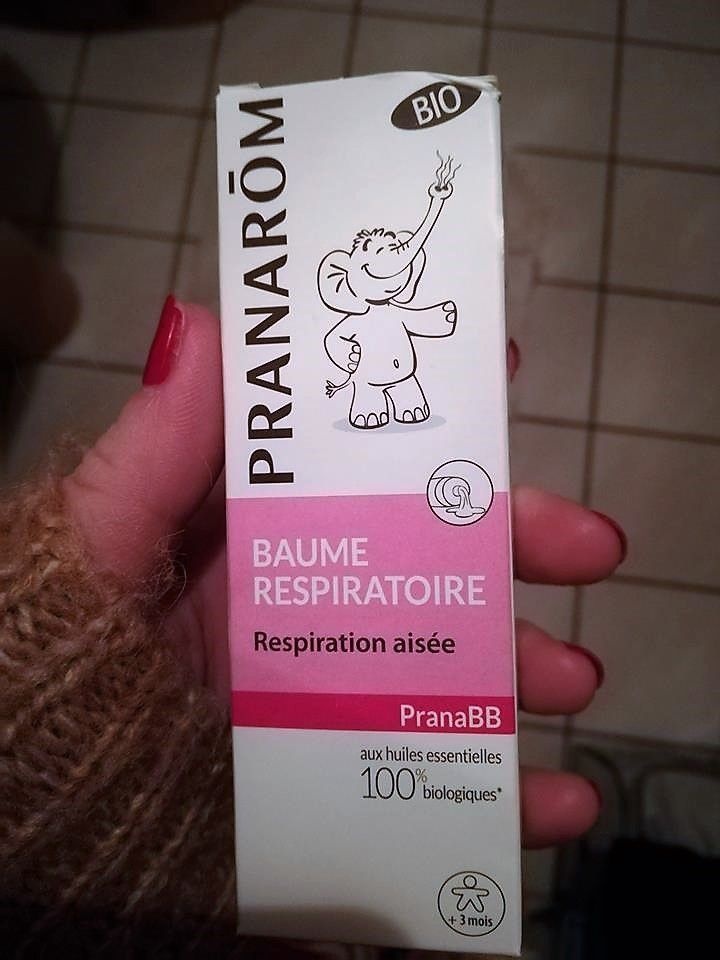 BIO
PRANARŌM
BAUME
RESPIRATOIRE
Respiration aisée
PranaBB
aux huiles essentielles
100% biologiques*
+ 3 mois